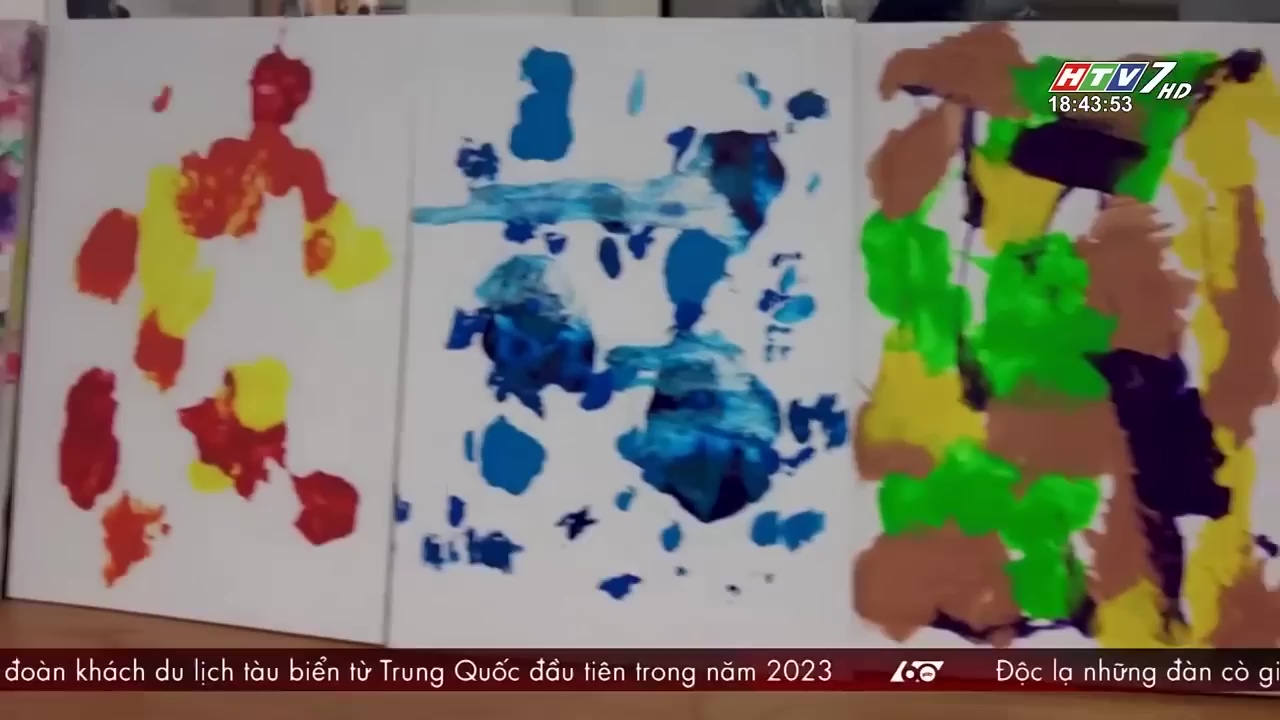 HTV7 HD
18:43:53
đoàn khách du lịch tàu biển từ Trung Quốc đầu tiên trong năm 2023 60 Độc lạ những đàn cò gi